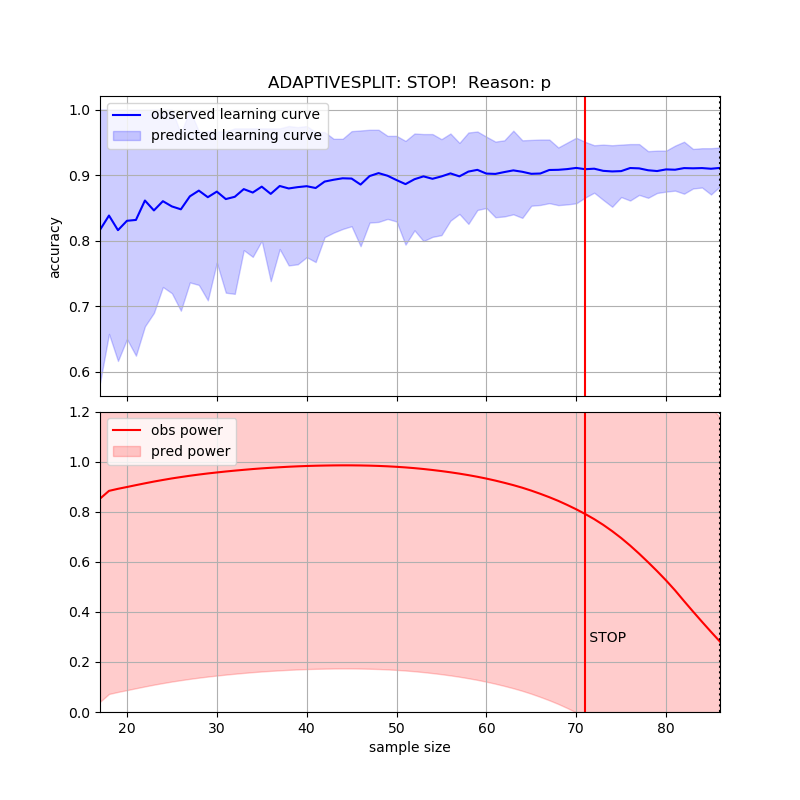 ADAPTIVESPLIT: STOP!  Reason: p
1.0
0.9
0.8
0.7
0.6
accuracy
observed learning curve
predicted learning curve
1.2
1.0
0.8
0.6
0.4
0.2
0.0
obs power
pred power
STOP
20 30 40 50 60 70 80
sample size